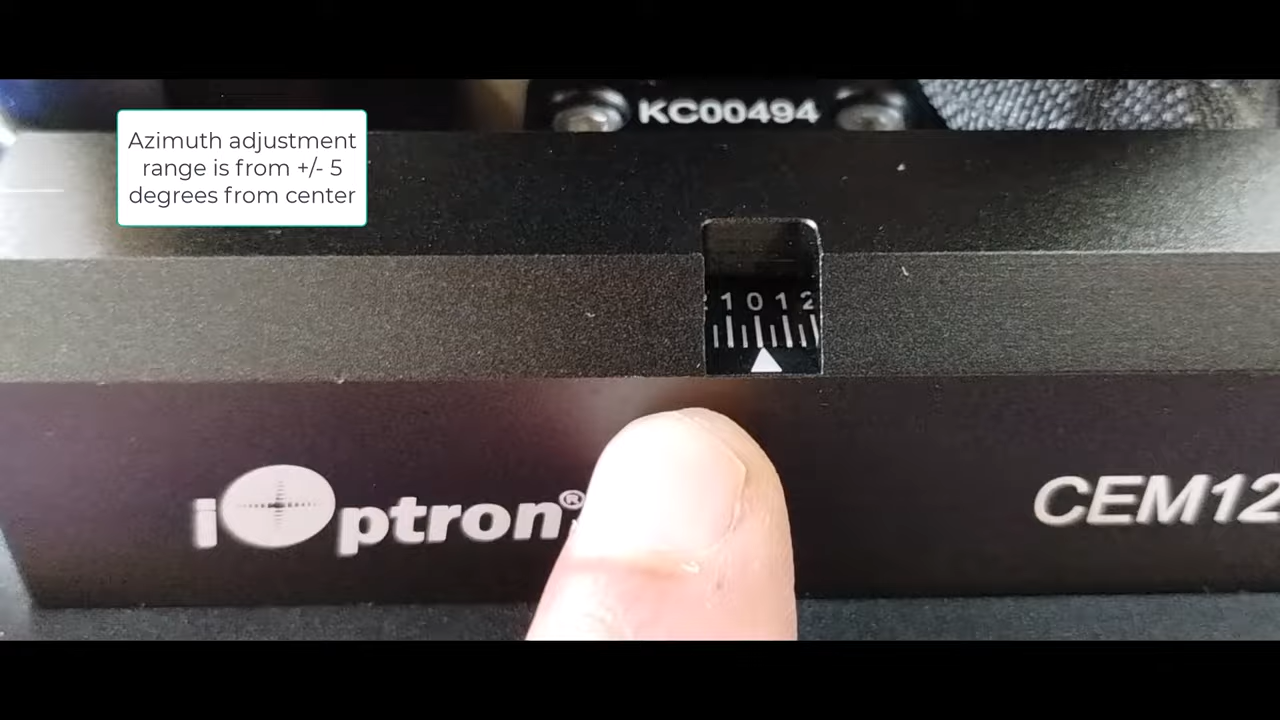 KC00494
Azimuth adjustment
range is from +/- 5
degrees from center
1 0 1 2
iOptron®
CEM12